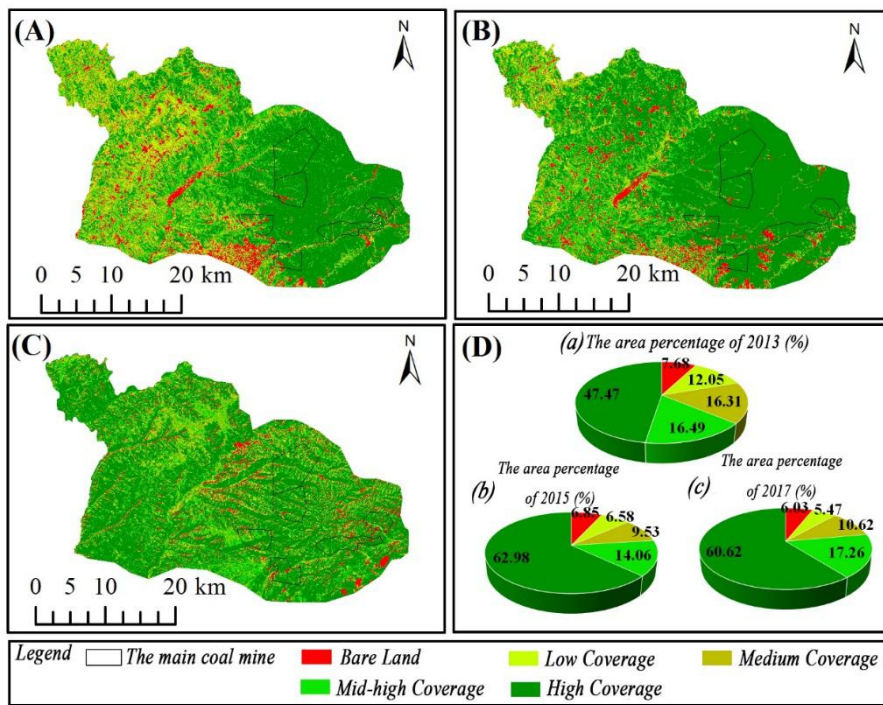 (A)
N
0 5 10 20 km
(B)
N
0 5 10 20 km
(C)
N
0 5 10 20 km
(D)
(a) The area percentage of 2013 (%)
7.68
12.05
47.47
16.31
16.49
The area percentage
of 2015 (%)
(b)
6.85
6.58
9.53
62.98
14.06
The area percentage
of 2017 (%)
(c)
6.03
5.47
10.62
60.62
17.26
Legend The main coal mine Bare Land Low Coverage Medium Coverage
Mid-high Coverage High Coverage